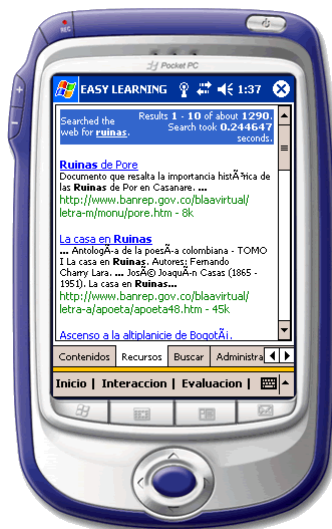 REC
Pocket PC
EASY LEARNING 1:37
Searched the web for ruinas.
Results 1 - 10 of about 1290.
Search took 0.244647
seconds.
Ruinas de Pore
Documento que resalta la importancia histÃ³rica de
las Ruinas de Por en Casanare. ...
http://www.banrep.gov.co/blaavirtual/
letra-m/monu/pore.htm - 8k
La casa en Ruinas
... AntologÃ-a de la poesÃ-a colombiana - TOMO
I La casa en Ruinas. Autores: Fernando
Charry Lara. ... JosÃ© JoaquÃ-n Casas (1865 -
1951). La casa en Ruinas...
http://www.banrep.gov.co/blaavirtual/
letra-a/apoeta/apoeta48.htm - 45k
Ascenso a la altiplanicie de BogotÃ¡.
Contenidos Recursos Buscar Administra
Inicio | Interaccion | Evaluacion |